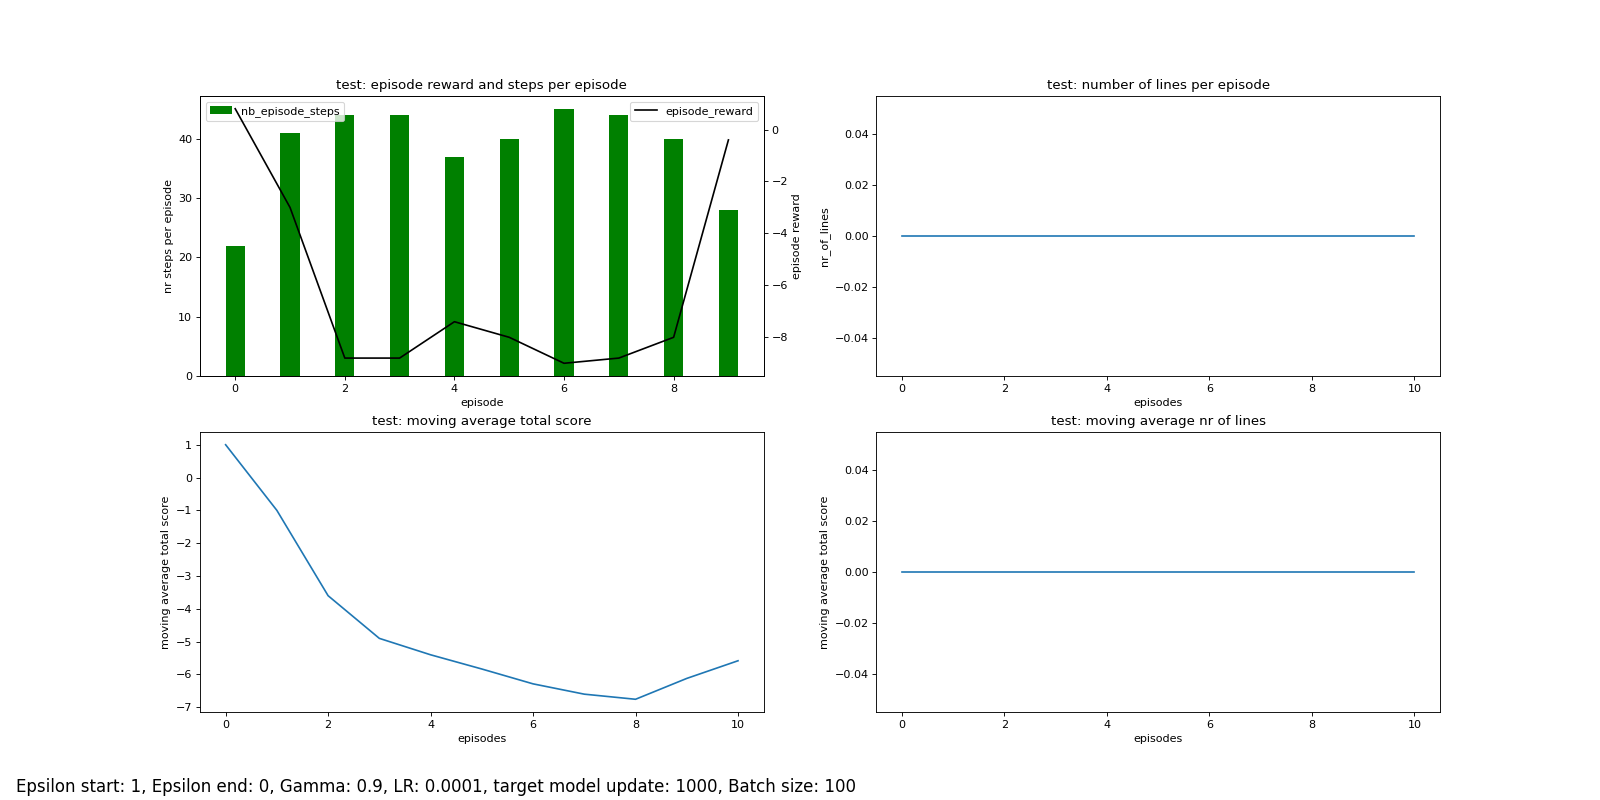 test: episode reward and steps per episode
nb_episode_steps
episode_reward
40
30
20
10
0
nr steps per episode
0
−2
−4
−6
−8
episode reward
0 2 4 6 8
episode
test: number of lines per episode
0.04
0.02
0.00
−0.02
−0.04
nr_of_lines
0 2 4 6 8 10
episodes
test: moving average total score
1
0
−1
−2
−3
−4
−5
−6
−7
moving average total score
0 2 4 6 8 10
episodes
test: moving average nr of lines
0.04
0.02
0.00
−0.02
−0.04
moving average total score
0 2 4 6 8 10
episodes
Epsilon start: 1, Epsilon end: 0, Gamma: 0.9, LR: 0.0001, target model update: 1000, Batch size: 100